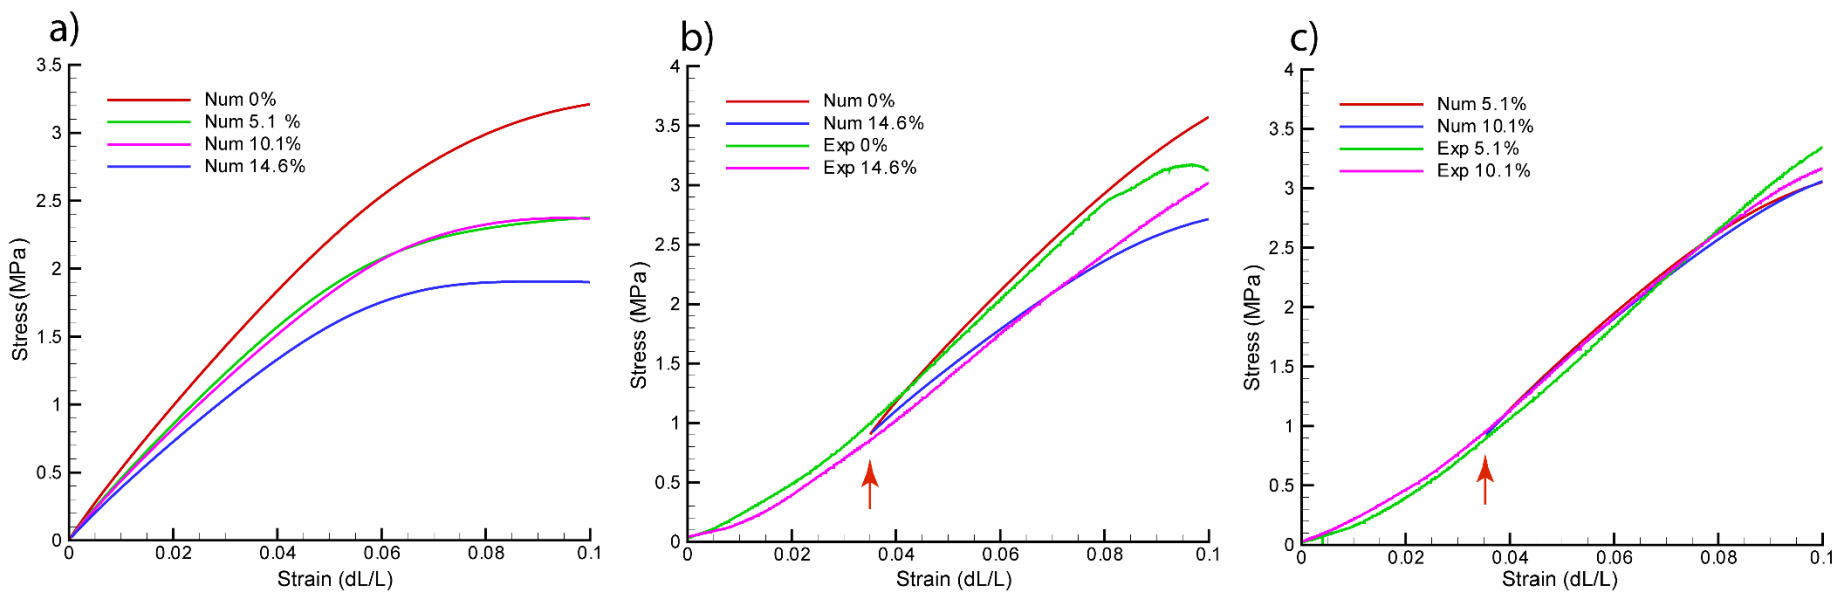 a)
3.5
3
2.5
2
1.5
1
0.5
0
Stress(MPa)
Num 0%
Num 5.1 %
Num 10.1%
Num 14.6%
0
0.02
0.04
0.06
0.08
0.1
Strain (dL/L)
b)
4
3.5
3
2.5
2
1.5
1
0.5
0
Stress (MPa)
Num 0%
Num 14.6%
Exp 0%
Exp 14.6%
0
0.02
0.04
0.06
0.08
0.1
Strain (dL/L)
c)
4
3.5
3
2.5
2
1.5
1
0.5
0
Stress (MPa)
Num 5.1%
Num 10.1%
Exp 5.1%
Exp 10.1%
0
0.02
0.04
0.06
0.08
0.1
Strain (dL/L)